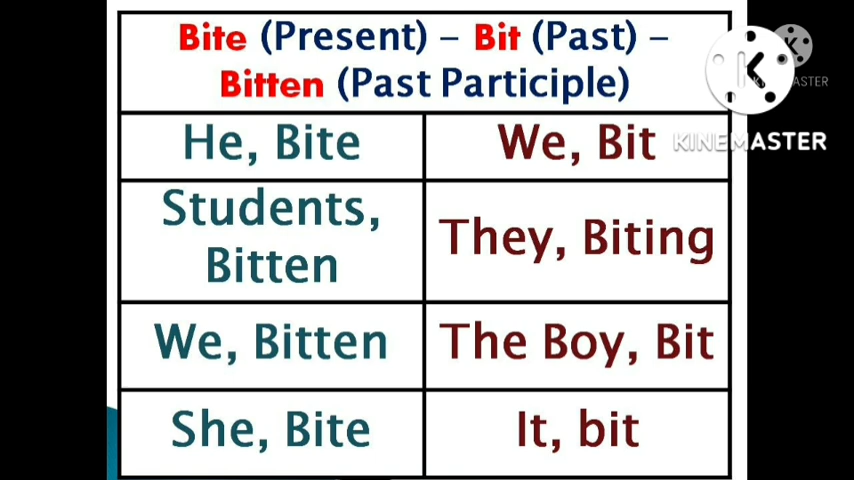 Bite (Present) – Bit (Past) –
Bitten (Past Participle)
He, Bite
We, Bit
Students,
Bitten
They, Biting
We, Bitten
The Boy, Bit
She, Bite
It, bit
KINEMASTER